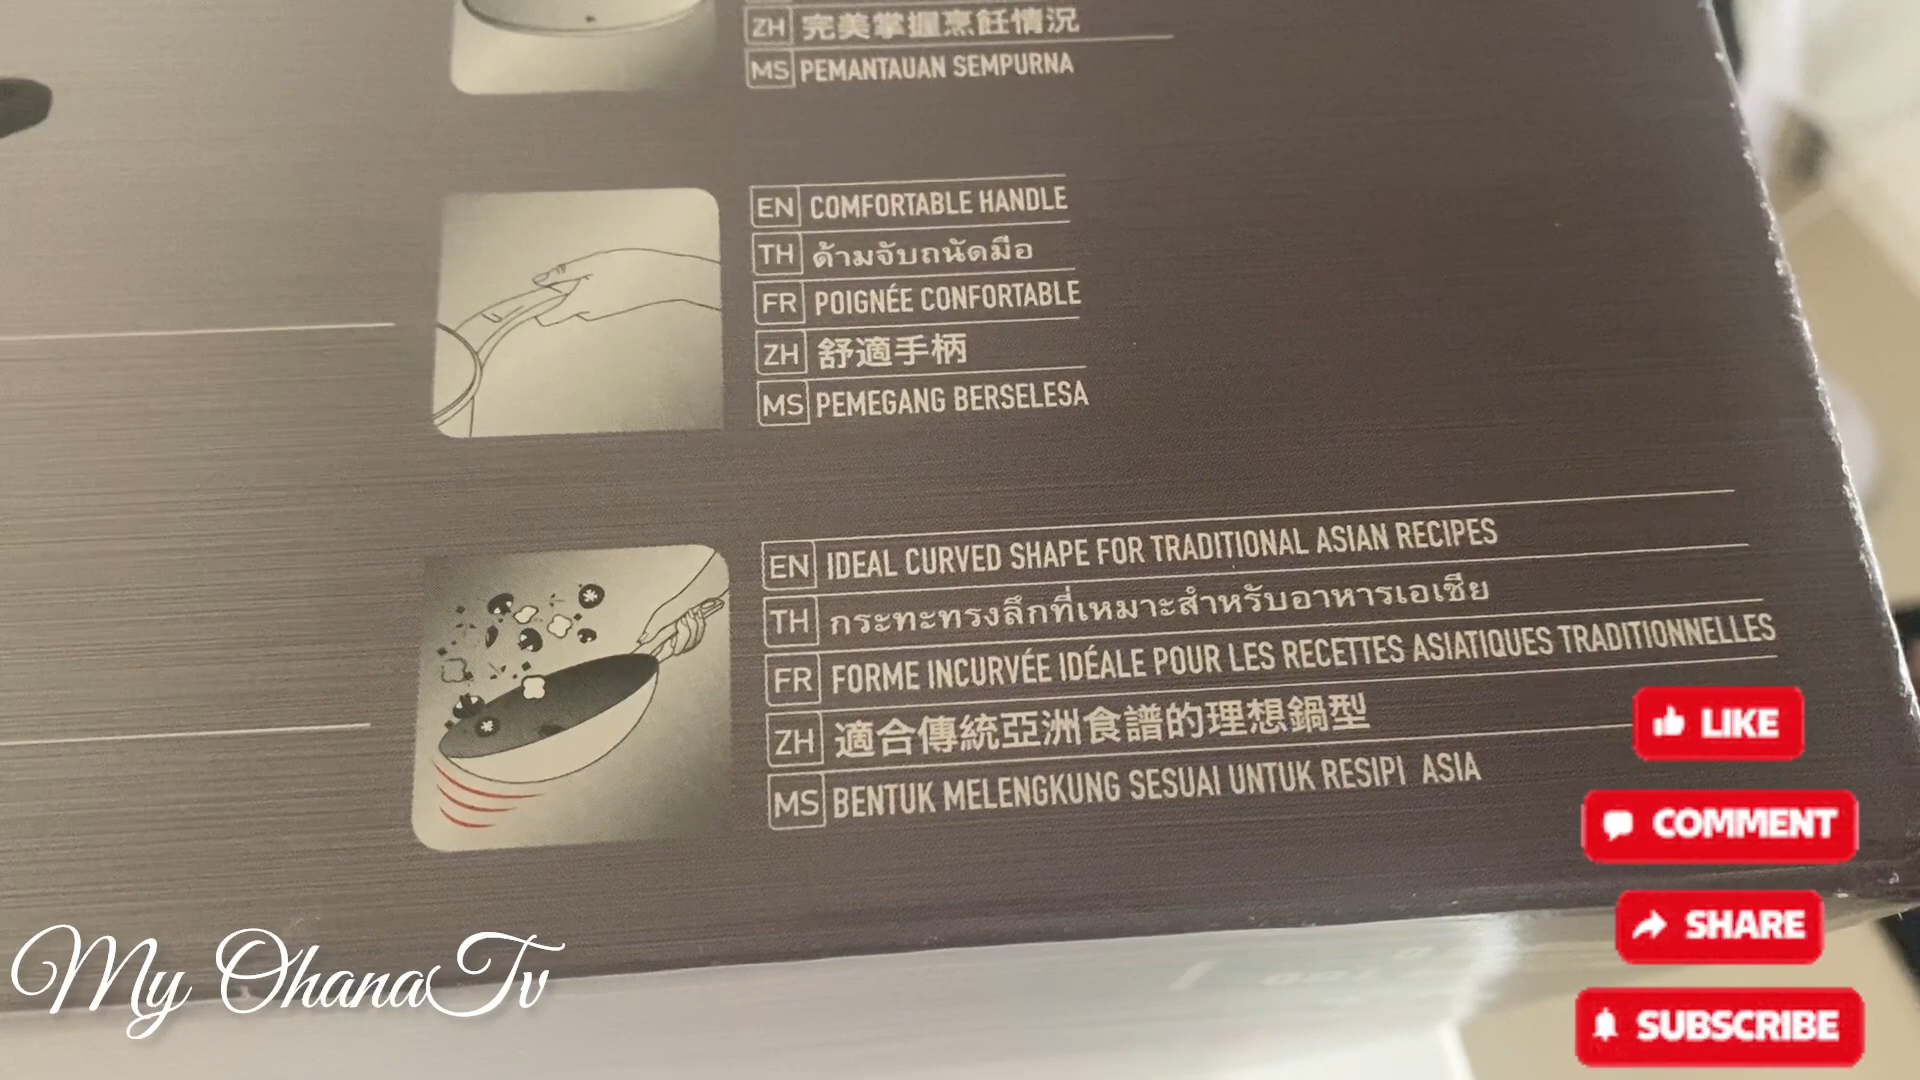 ZH 完美掌握烹飪情況
MS PEMANTAUAN SEMPURNA
EN COMFORTABLE HANDLE
TH ด้ามจับถนัดมือ
FR POIGNÉE CONFORTABLE
ZH 舒適手柄
MS PEMEGANG BERSELESA
EN IDEAL CURVED SHAPE FOR TRADITIONAL ASIAN RECIPES
TH กระทะทรงลึกที่เหมาะสำหรับอาหารเอเชีย
FR FORME INCURVÉE IDÉALE POUR LES RECETTES ASIATIQUES TRADITIONNELLES
ZH 適合傳統亞洲食譜的理想鍋型
MS BENTUK MELENGKUNG SESUAI UNTUK RESIPI ASIA
LIKE
COMMENT
SHARE
SUBSCRIBE
My OhanaTv